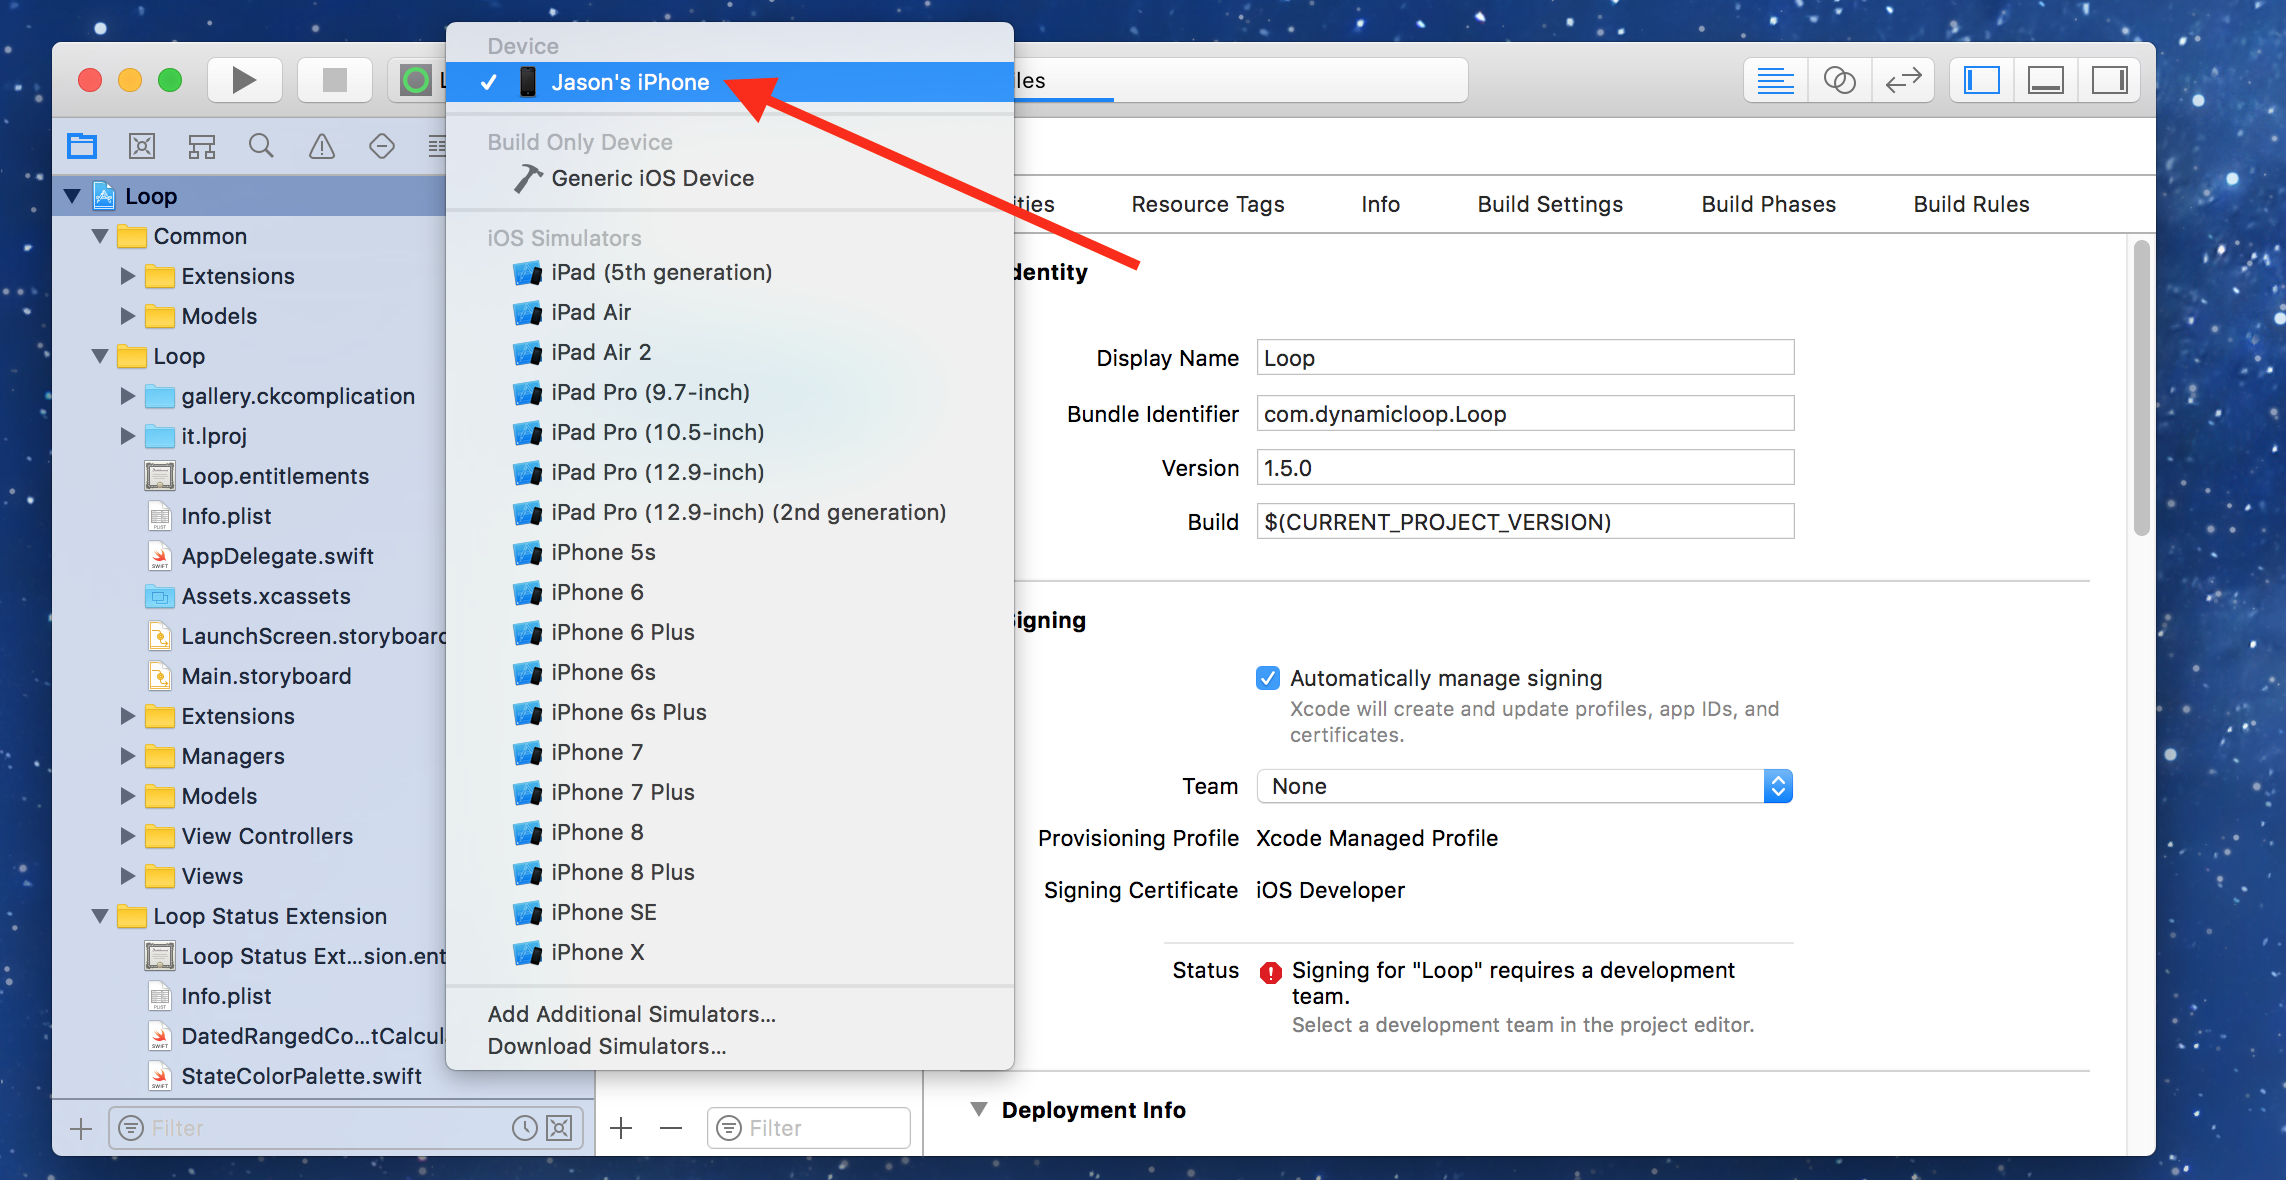 Device
✓ Jason's iPhone
Build Only Device
Generic iOS Device
iOS Simulators
iPad (5th generation)
iPad Air
iPad Air 2
iPad Pro (9.7-inch)
iPad Pro (10.5-inch)
iPad Pro (12.9-inch)
iPad Pro (12.9-inch) (2nd generation)
iPhone 5s
iPhone 6
iPhone 6 Plus
iPhone 6s
iPhone 6s Plus
iPhone 7
iPhone 7 Plus
iPhone 8
iPhone 8 Plus
iPhone SE
iPhone X
Add Additional Simulators...
Download Simulators...
L
les
Loop
Common
Extensions
Models
Loop
gallery.ckcomplication
it.lproj
Loop.entitlements
Info.plist
AppDelegate.swift
Assets.xcassets
LaunchScreen.storyboard
Main.storyboard
Extensions
Managers
Models
View Controllers
Views
Loop Status Extension
Loop Status Ext...sion.ent
Info.plist
DatedRangedCo...tCalcul
StateColorPalette.swift
Filter
Filter
ities Resource Tags Info Build Settings Build Phases Build Rules
dentity
Display Name Loop
Bundle Identifier com.dynamicloop.Loop
Version 1.5.0
Build $(CURRENT_PROJECT_VERSION)
igning
Automatically manage signing
Xcode will create and update profiles, app IDs, and
certificates.
Team None
Provisioning Profile Xcode Managed Profile
Signing Certificate iOS Developer
Status Signing for "Loop" requires a development
team.
Select a development team in the project editor.
Deployment Info